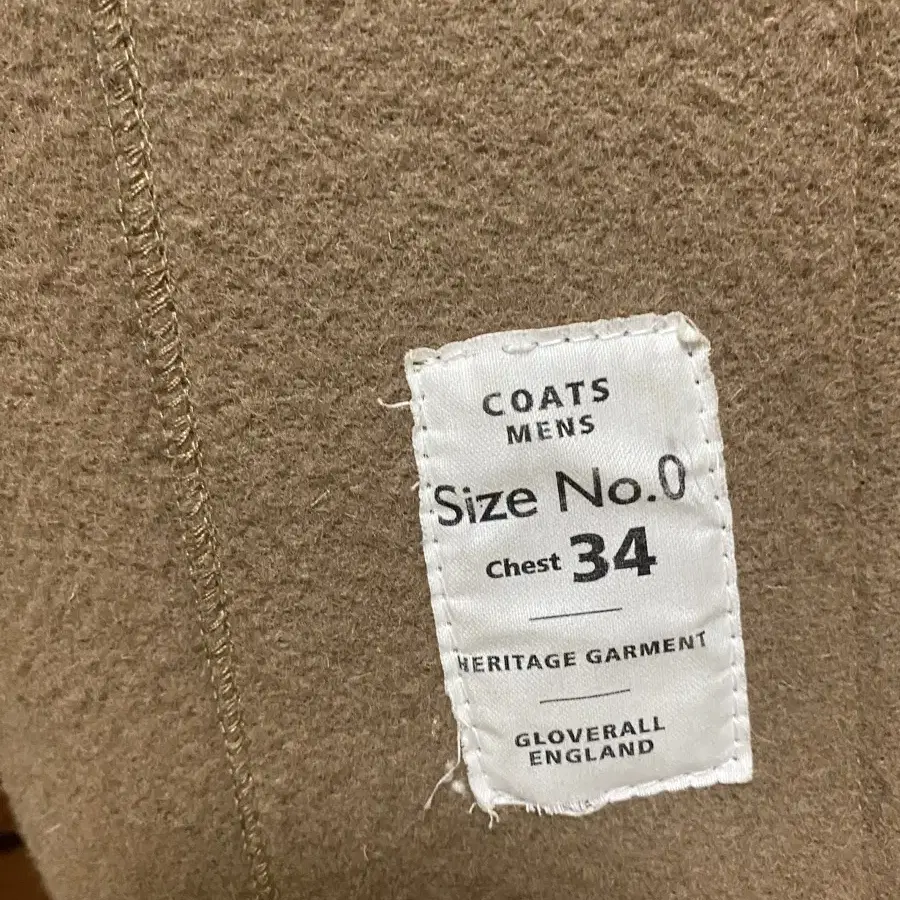 COATS
MENS
Size No.0
Chest 34
HERITAGE GARMENT
GLOVERALL
ENGLAND